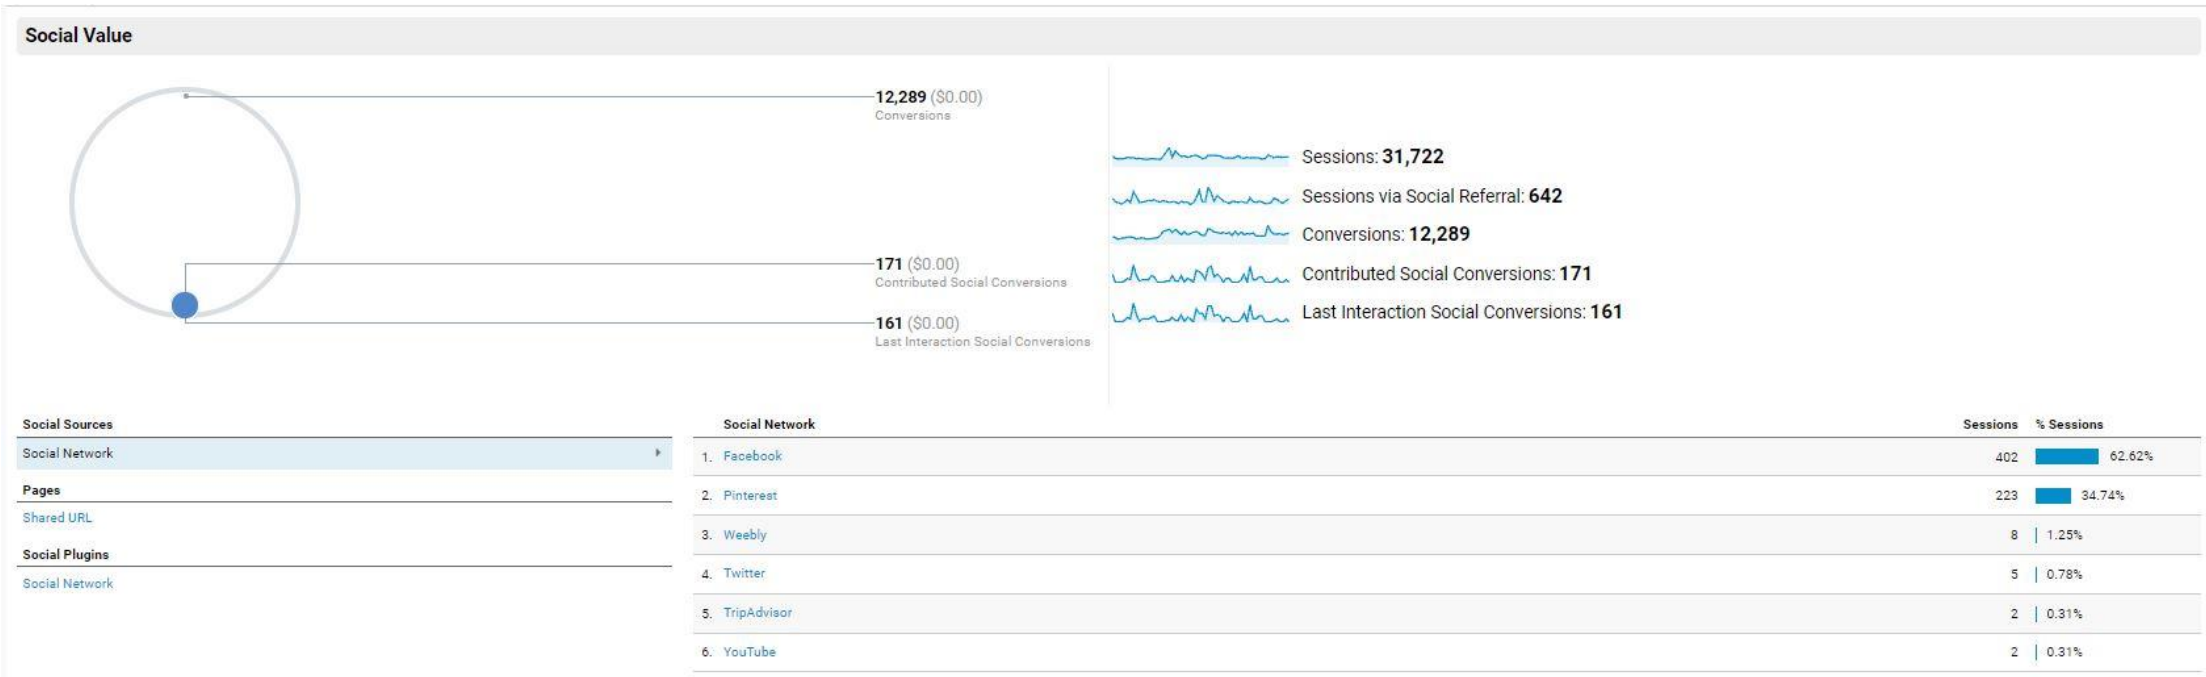 Social Value
12,289 ($0.00)
Conversions
171 ($0.00)
Contributed Social Conversions
161 ($0.00)
Last Interaction Social Conversions
Sessions: 31,722
Sessions via Social Referral: 642
Conversions: 12,289
Contributed Social Conversions: 171
Last Interaction Social Conversions: 161
Social Sources
Social Network
Pages
Shared URL
Social Plugins
Social Network
Social Network Sessions % Sessions
1. Facebook 402 62.62%
2. Pinterest 223 34.74%
3. Weebly 8 1.25%
4. Twitter 5 0.78%
5. TripAdvisor 2 0.31%
6. YouTube 2 0.31%